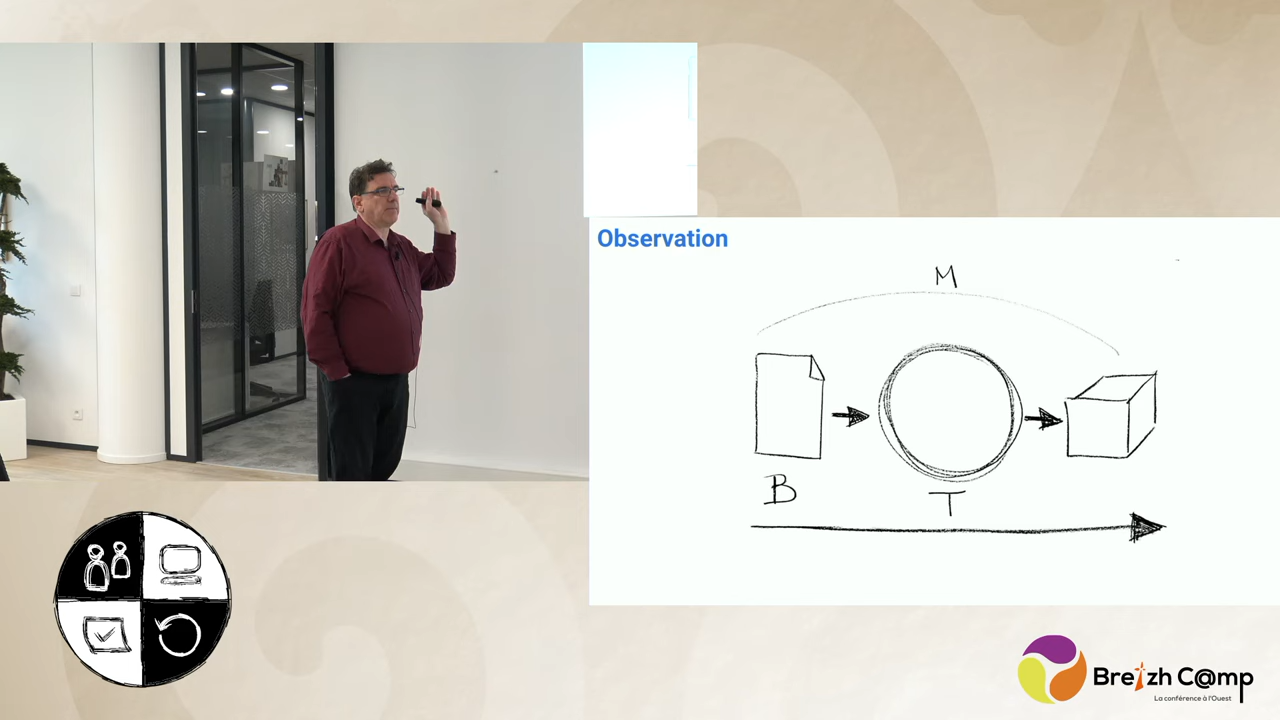 Observation
M
B
T
Breizh C@mp
La conférence à l'Ouest